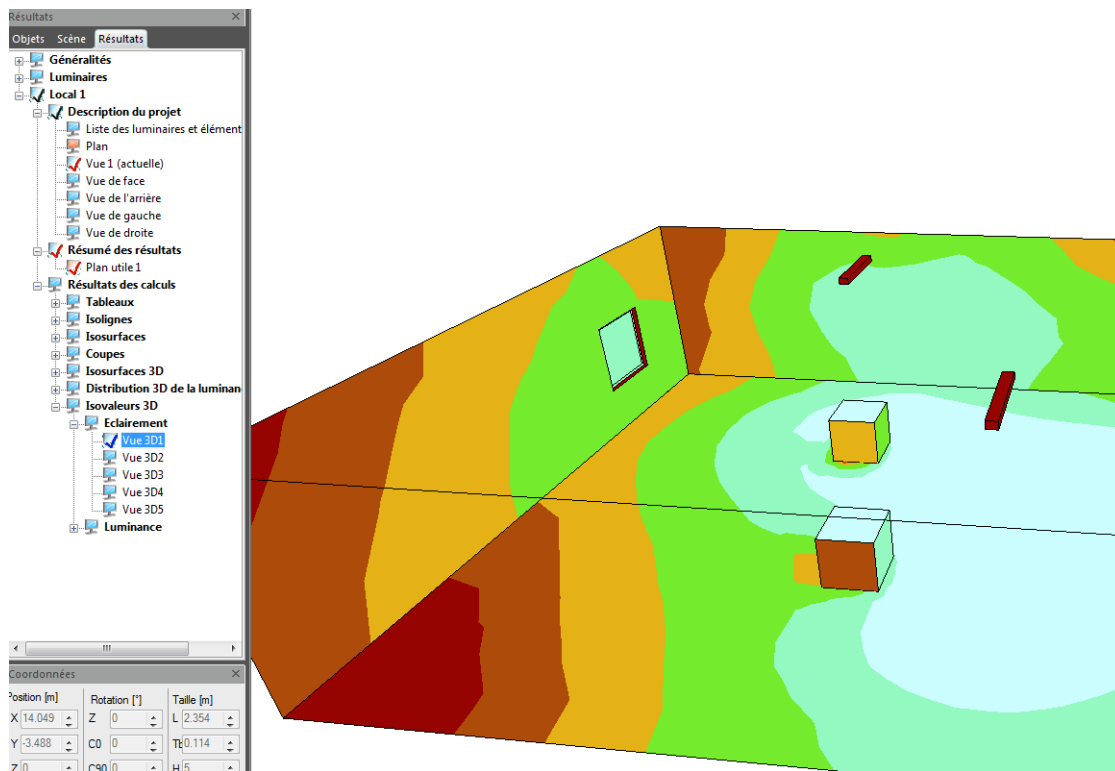 Résultats
Objets Scène Résultats
Généralités
Luminaires
Local 1
Description du projet
Liste des luminaires et élément
Plan
Vue 1 (actuelle)
Vue de face
Vue de l'arrière
Vue de gauche
Vue de droite
Résumé des résultats
Plan utile 1
Résultats des calculs
Tableaux
Isolignes
Isosurfaces
Coupes
Isosurfaces 3D
Distribution 3D de la luminan
Isovaleurs 3D
Eclairement
Vue 3D1
Vue 3D2
Vue 3D3
Vue 3D4
Vue 3D5
Luminance
Coordonnées
Position [m] Rotation [°] Taille [m]
X 14.049 Z 0 L 2.354
Y -3.488 C0 0 0.114
Z 0 C90 0 H 5